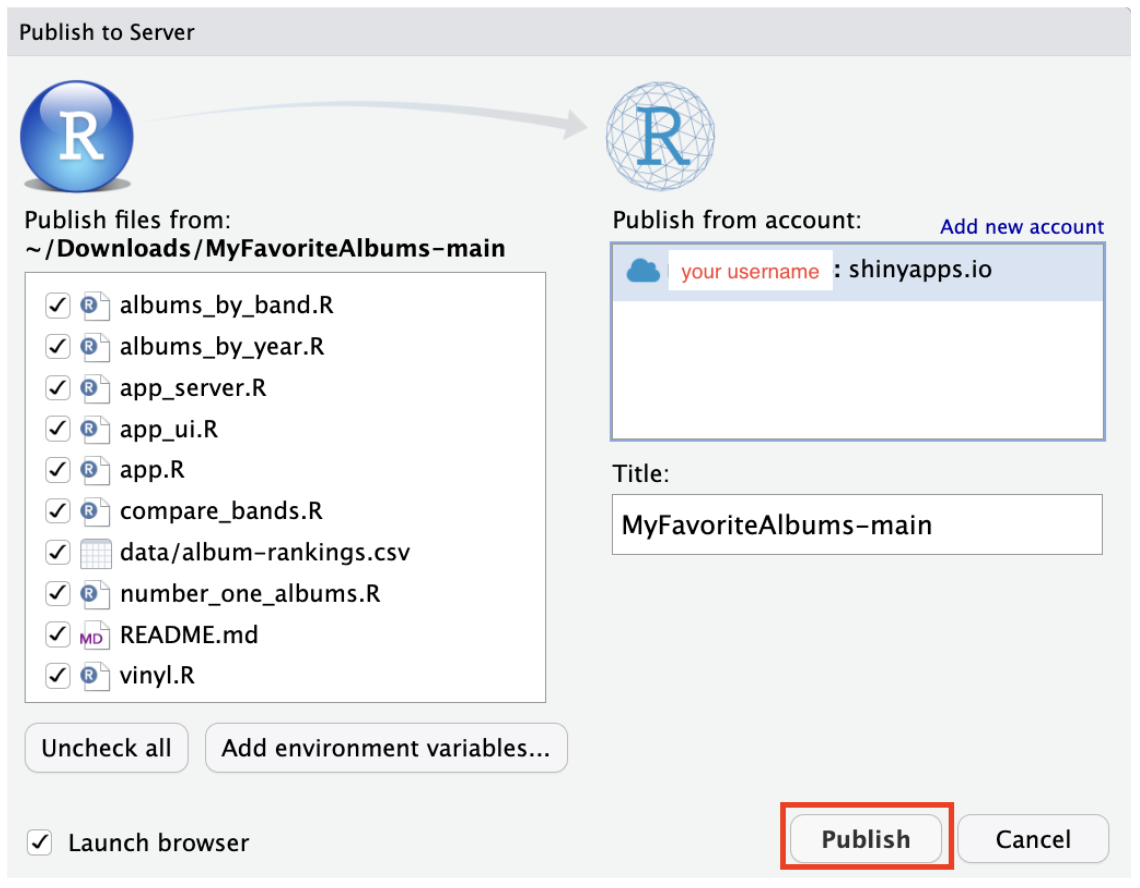 Publish to Server
R
R
Publish files from:
~/Downloads/MyFavoriteAlbums-main
R albums_by_band.R
R albums_by_year.R
R app_server.R
R app_ui.R
R app.R
R compare_bands.R
data/album-rankings.csv
R number_one_albums.R
MD README.md
R vinyl.R
Uncheck all
Add environment variables...
Launch browser
Publish from account:
Add new account
your username : shinyapps.io
Title:
MyFavoriteAlbums-main
Publish
Cancel